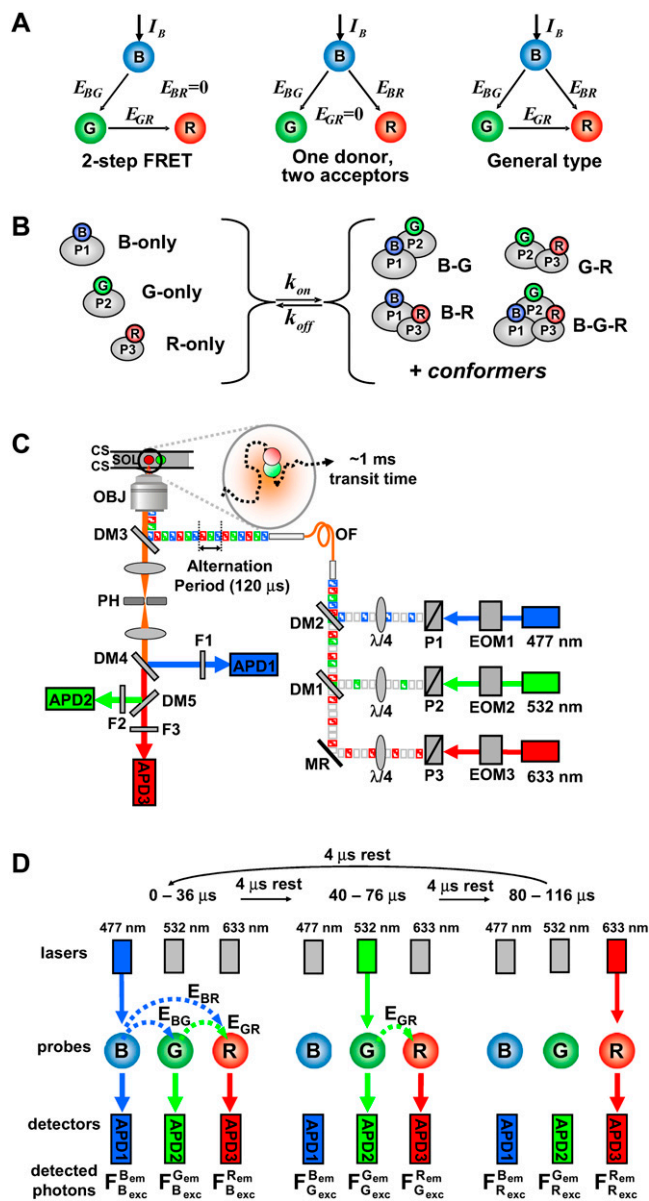 A
I_B I_B I_B
B B B
E_BG E_BR=0 E_BG E_BR E_BG E_BR
E_GR E_GR=0 E_GR
G R G R G R
2-step FRET
One donor,
two acceptors
General type
B
B
P1
B-only
G
P2
G-only
R
P3
R-only
k_on
k_off
G
B
P2
P1
B-G
G
R
P2
P3
G-R
B
P1
R
P3
B-R
G
B
P2
R
P1
P3
B-G-R
+ conformers
C
CS
SOL
CS
~1 ms
transit time
OBJ
DM3
OF
Alternation
Period (120 μs)
PH
DM2
λ/4
P1
EOM1
477 nm
F1
DM4
APD1
APD2
F2
DM5
F3
DM1
λ/4
P2
EOM2
532 nm
APD3
MR
λ/4
P3
EOM3
633 nm
D
4 μs rest
0 – 36 μs 4 μs rest 40 – 76 μs 4 μs rest 80 – 116 μs
477 nm 532 nm 633 nm 477 nm 532 nm 633 nm 477 nm 532 nm 633 nm
lasers
E_BR
E_BG E_GR E_GR
probes B G R B G R B G R
detectors APD1 APD2 APD3 APD1 APD2 APD3 APD1 APD2 APD3
detected
photons
F^Bem_Bexc F^Gem_Bexc F^Rem_Bexc F^Bem_Gexc F^Gem_Gexc F^Rem_Gexc F^Bem_Rexc F^Gem_Rexc F^Rem_Rexc